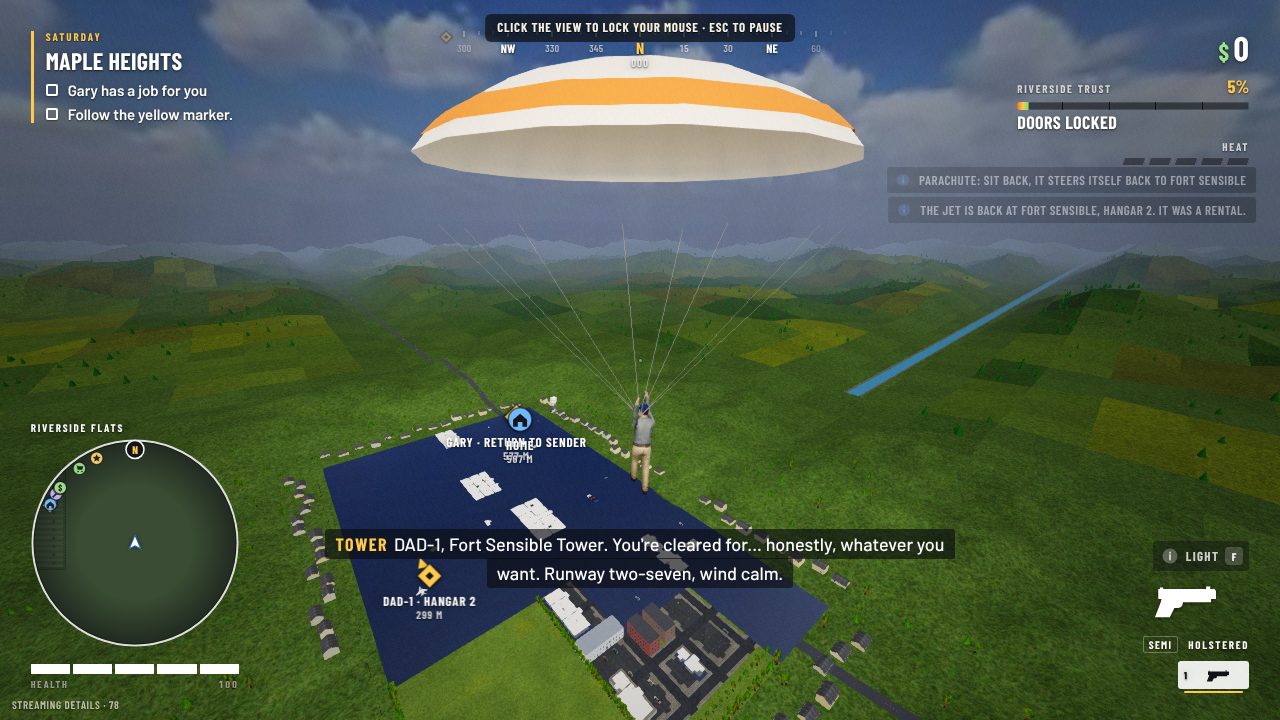 CLICK THE VIEW TO LOCK YOUR MOUSE · ESC TO PAUSE
300 NW 330 345 N 15 30 NE 60
000
SATURDAY
MAPLE HEIGHTS
Gary has a job for you
Follow the yellow marker.
$ 0
RIVERSIDE TRUST 5%
DOORS LOCKED
HEAT
PARACHUTE: SIT BACK, IT STEERS ITSELF BACK TO FORT SENSIBLE
THE JET IS BACK AT FORT SENSIBLE, HANGAR 2. IT WAS A RENTAL.
RIVERSIDE FLATS
N
$
GARY · RETURN TO SENDER
HOME
TOWER DAD-1, Fort Sensible Tower. You're cleared for... honestly, whatever you
want. Runway two-seven, wind calm.
DAD-1 · HANGAR 2
299 M
LIGHT F
SEMI HOLSTERED
1
HEALTH 100
STREAMING DETAILS · 78